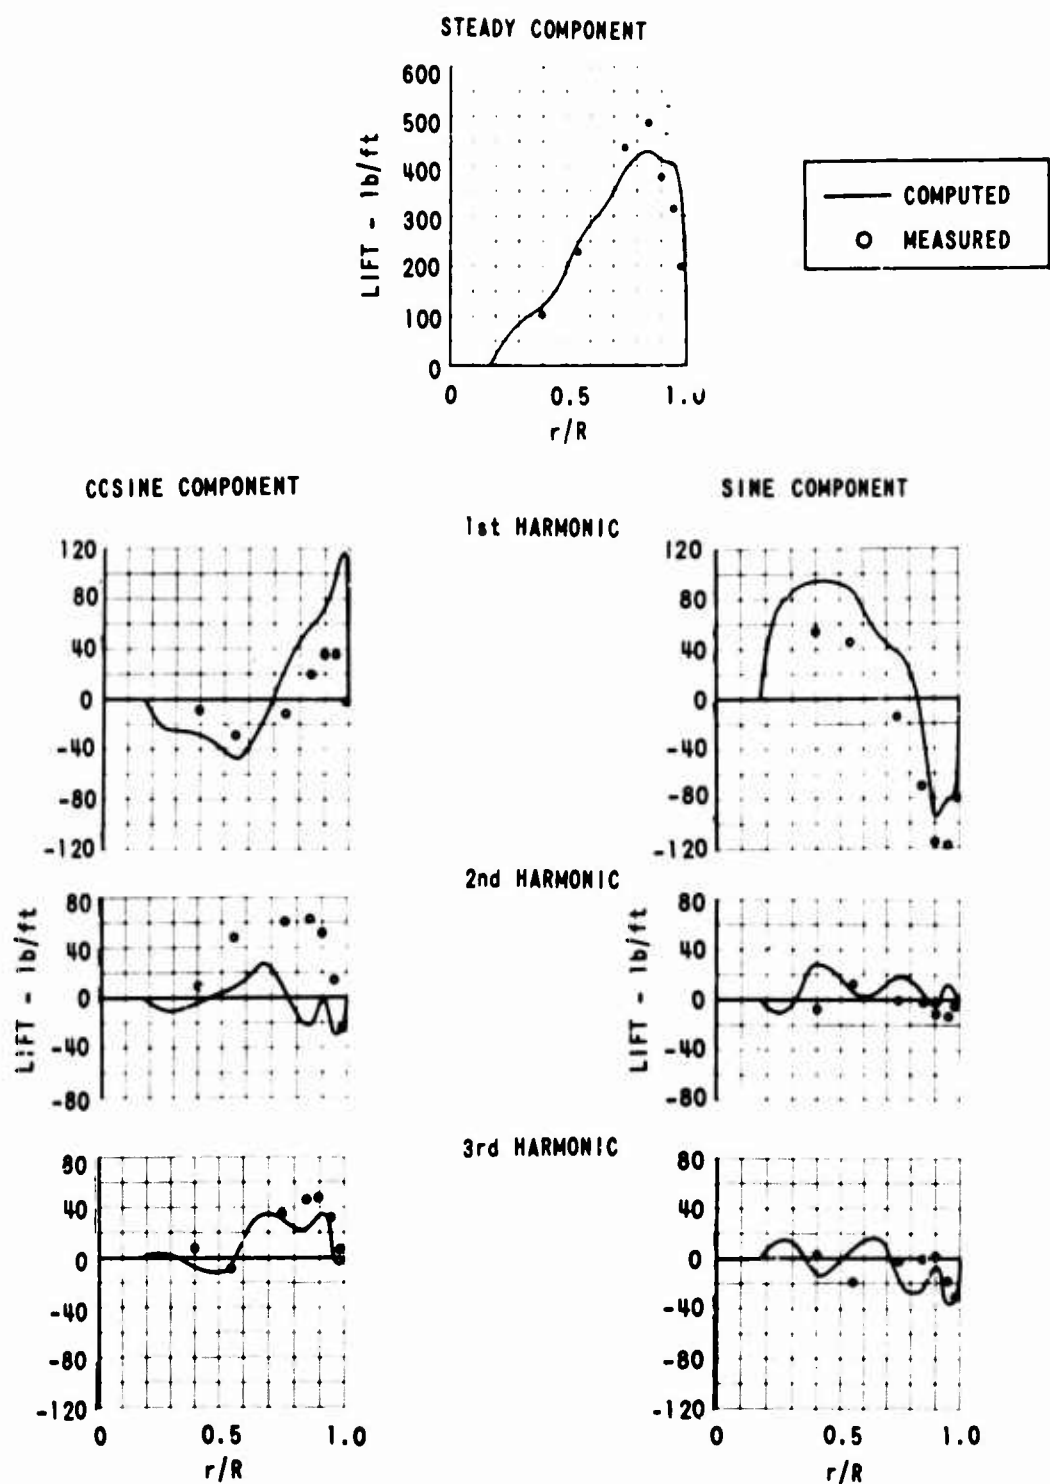 STEADY COMPONENT
600
500
400
300
200
100
0
LIFT - lb/ft
0 0.5 1.0
r/R
COMPUTED
MEASURED
CCSINE COMPONENT
SINE COMPONENT
1st HARMONIC
120
80
40
0
-40
-80
-120
120
80
40
0
-40
-80
-120
2nd HARMONIC
80
40
0
-40
-80
LIFT - lb/ft
80
40
0
-40
-80
LIFT - lb/ft
3rd HARMONIC
80
40
0
-40
-80
-120
0 0.5 1.0
r/R
80
40
0
-40
-80
-120
0 0.5 1.0
r/R